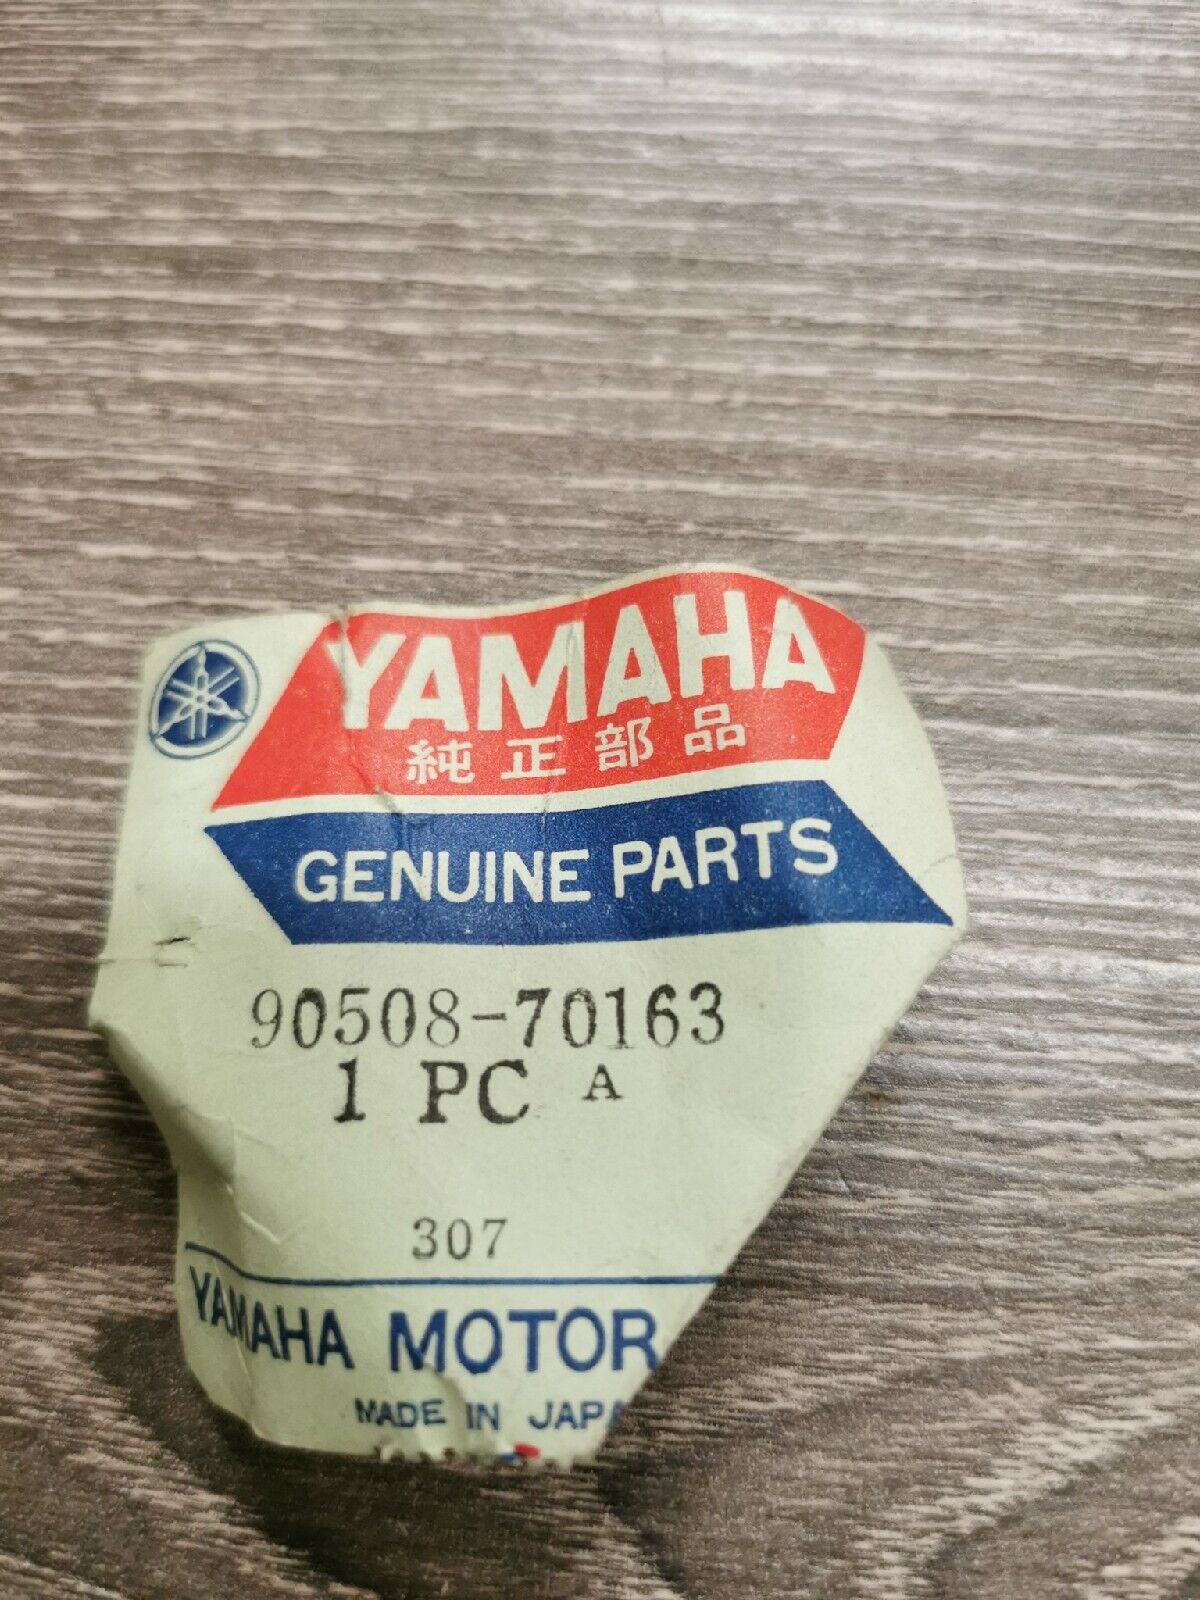 YAMAHA
純正部品
GENUINE PARTS
90508-70163
1 PC A
307
YAMAHA MOTOR
MADE IN JAPA